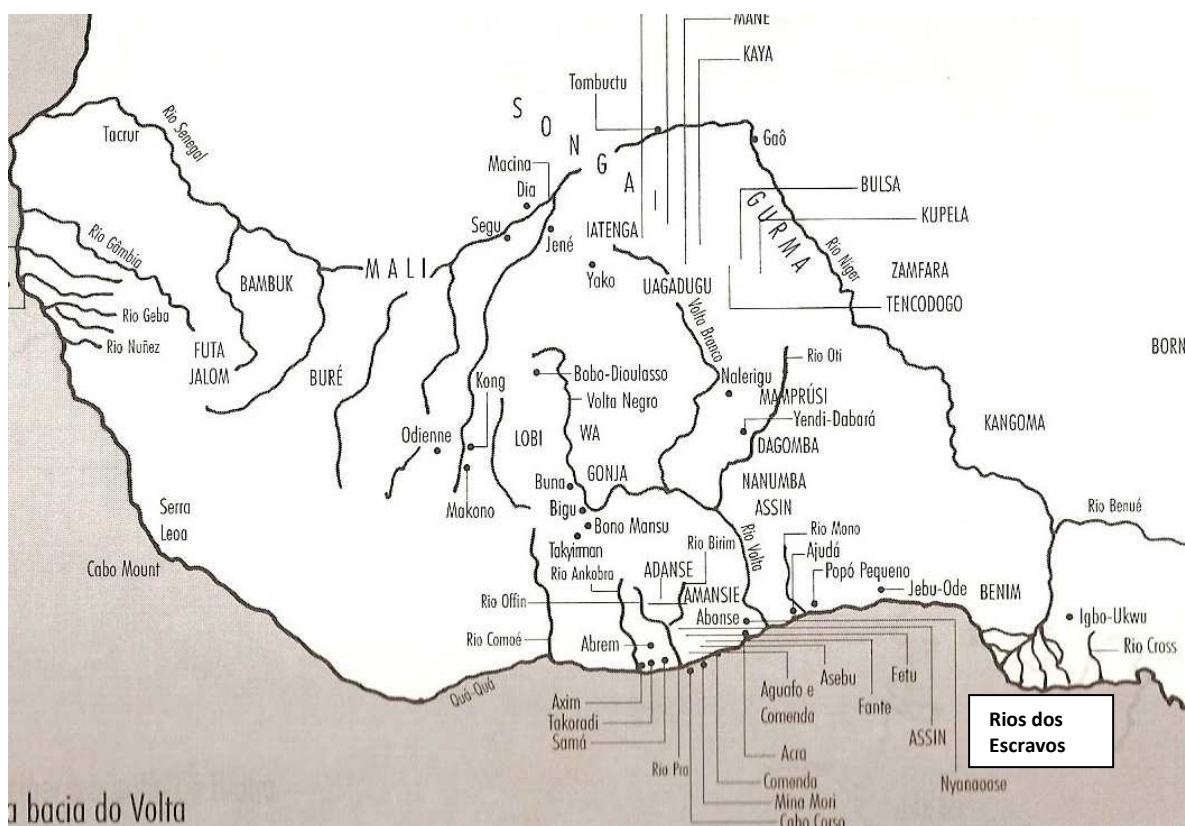 MANE
KAYA
Tombuctu
S O N G A I
Gaô
Tacrur
Rio Senegal
Macina
Dia
BULSA
GURMA
KUPELA
Segu
Jené
IATENGA
Rio Gâmbia
MALI
Yako
UAGADUGU
Rio Níger
ZAMFARA
BAMBUK
TENCODOGO
Volta Branco
Rio Geba
Rio Nuñez
FUTA
JALOM
BURÉ
Rio Oti
BORN
Bobo-Dioulasso
Nalerigu
MAMPRÚSI
Kong
Volta Negro
Yendi-Dabará
KANGOMA
Odienne
LOBI
WA
DAGOMBA
GONJA
NANUMBA
Buna
ASSIN
Makono
Bigu
Rio Benué
Serra
Leoa
Bono Mansu
Rio Mono
Takyiman
Rio Birim
Rio Volta
Ajudá
Cabo Mount
Rio Ankobra
ADANSE
Popó Pequeno
AMANSIE
Jebu-Ode
BENIM
Rio Offin
Abonse
Igbo-Ukwu
Rio Comoé
Abrem
Rio Cross
Quá-Quá
Axim
Takoradi
Samá
Aguafo e
Comenda
Asebu
Fetu
Fante
Rios dos
Escravos
ASSIN
Rio Pra
Acra
Comenda
Nyanaoase
Mina Mori
Cabo Corso
a bacia do Volta